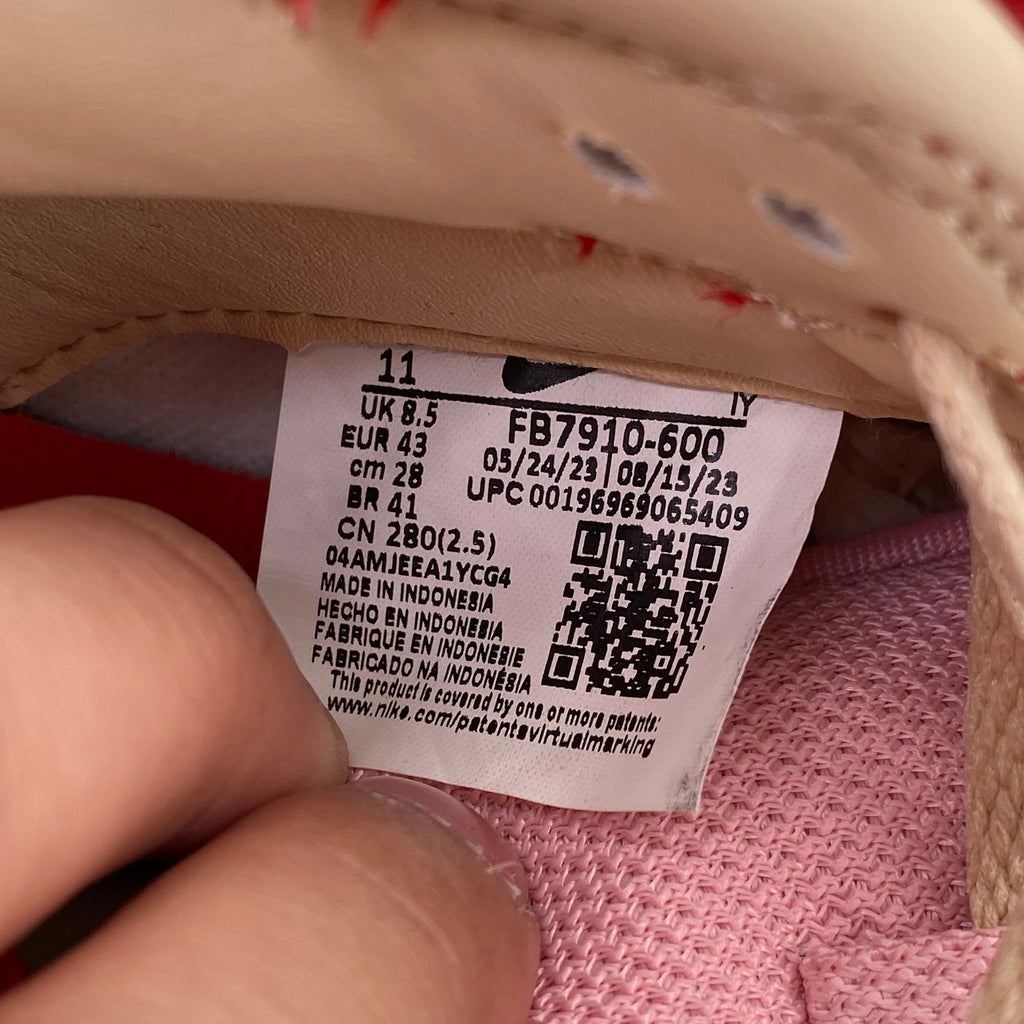 11
IY
UK 8.5
FB7910-600
EUR 43
05/24/23 | 08/15/23
cm 28
UPC 00196969065409
BR 41
CN 280(2.5)
04AMJEEA1YCG4
MADE IN INDONESIA
HECHO EN INDONESIA
FABRIQUE EN INDONESIE
FABRICADO NA INDONÉSIA
This product is covered by one or more patents:
www.nike.com/patentsvirtualmarking